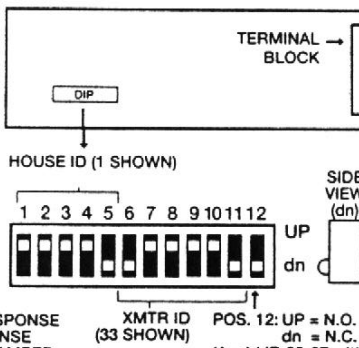 TERMINAL
BLOCK
DIP
HOUSE ID (1 SHOWN)
SIDE
VIEW
(dn)
1 2 3 4 5 6 7 8 9 10 11 12
UP
dn
XMTR ID
(33 SHOWN)
POS. 12: UP = N.O.
dn = N.C.